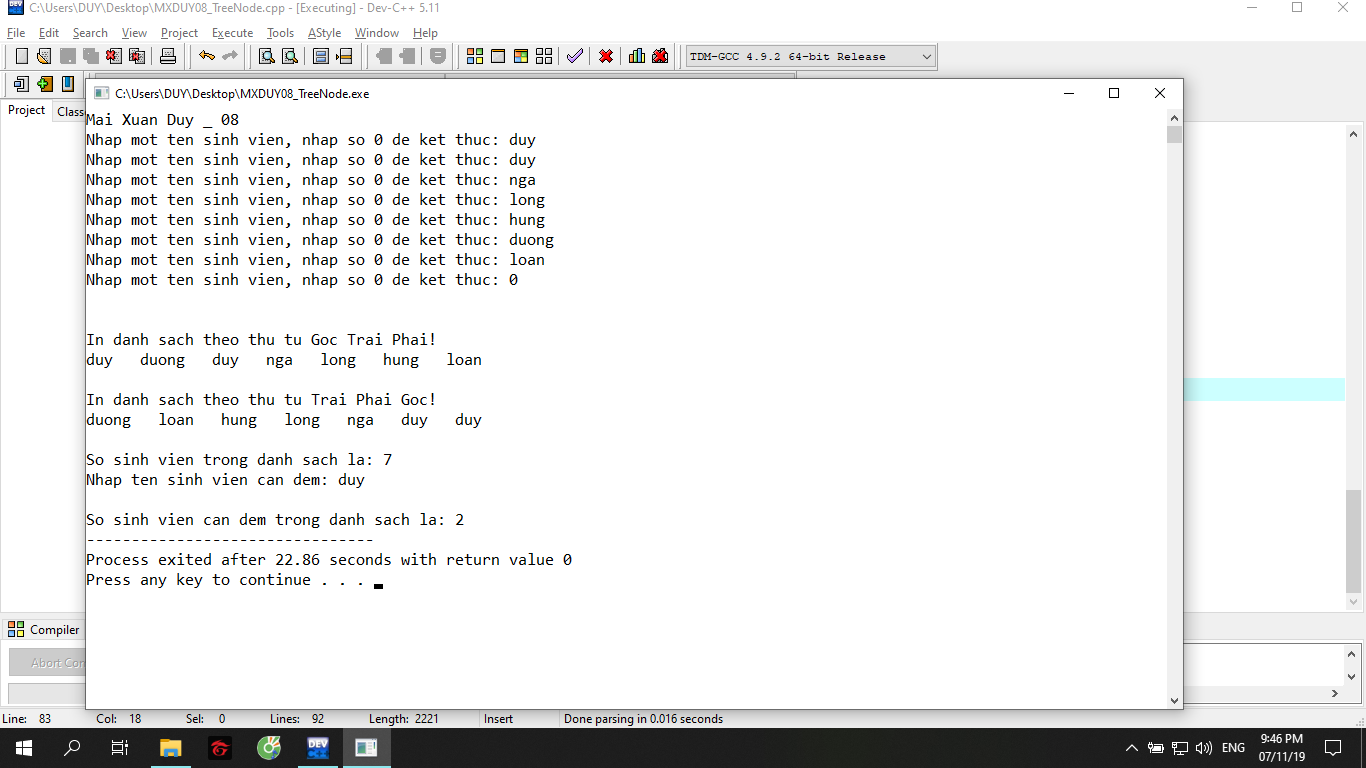 C:\Users\DUY\Desktop\MXDUY08_TreeNode.cpp - [Executing] - Dev-C++ 5.11
File Edit Search View Project Execute Tools AStyle Window Help
TDM-GCC 4.9.2 64-bit Release
Project Class
C:\Users\DUY\Desktop\MXDUY08_TreeNode.exe
Mai Xuan Duy _ 08
Nhap mot ten sinh vien, nhap so 0 de ket thuc: duy
Nhap mot ten sinh vien, nhap so 0 de ket thuc: duy
Nhap mot ten sinh vien, nhap so 0 de ket thuc: nga
Nhap mot ten sinh vien, nhap so 0 de ket thuc: long
Nhap mot ten sinh vien, nhap so 0 de ket thuc: hung
Nhap mot ten sinh vien, nhap so 0 de ket thuc: duong
Nhap mot ten sinh vien, nhap so 0 de ket thuc: loan
Nhap mot ten sinh vien, nhap so 0 de ket thuc: 0
In danh sach theo thu tu Goc Trai Phai!
duy duong duy nga long hung loan
In danh sach theo thu tu Trai Phai Goc!
duong loan hung long nga duy duy
So sinh vien trong danh sach la: 7
Nhap ten sinh vien can dem: duy
So sinh vien can dem trong danh sach la: 2
--------------------------------
Process exited after 22.86 seconds with return value 0
Press any key to continue . . .
Compiler
Abort Com
Line: 83 Col: 18 Sel: 0 Lines: 92 Length: 2221 Insert Done parsing in 0.016 seconds
DEV C++
ENG
9:46 PM
07/11/19